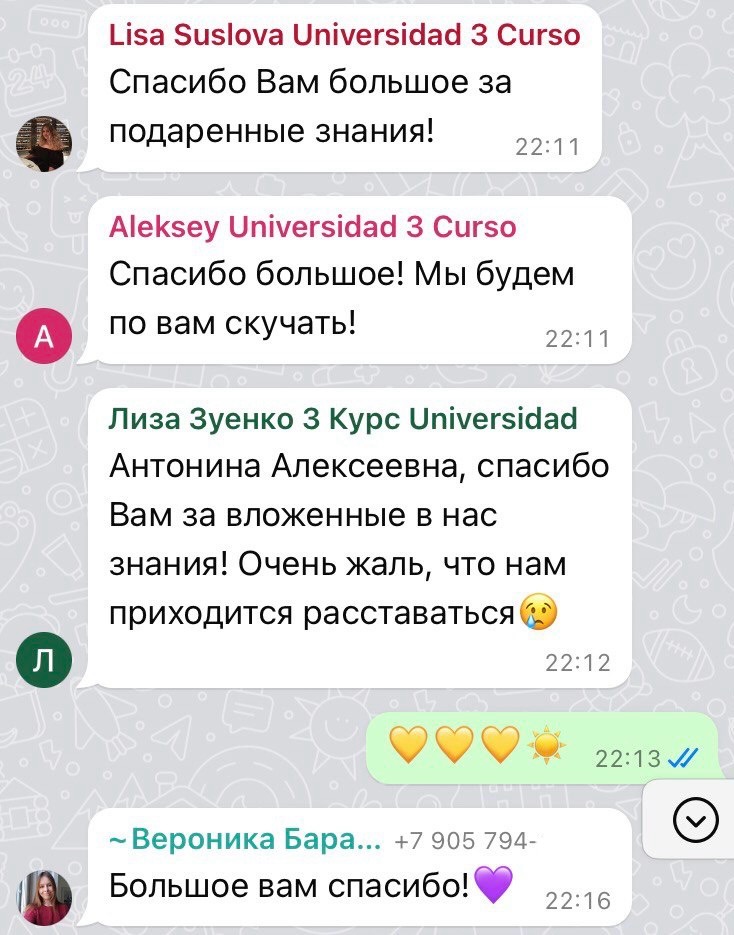 Lisa Suslova Universidad 3 Curso
Спасибо Вам большое за
подаренные знания!
22:11
Aleksey Universidad 3 Curso
Спасибо большое! Мы будем
по вам скучать!
22:11
А
Лиза Зуенко 3 Курс Universidad
Антонина Алексеевна, спасибо
Вам за вложенные в нас
знания! Очень жаль, что нам
приходится расставаться😢
22:12
Л
💛💛💛☀️ 22:13
~Вероника Бара... +7 905 794-
Большое вам спасибо!💜
22:16